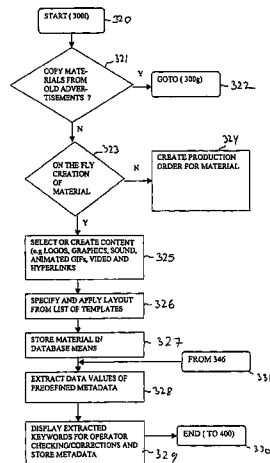 START (300f)
320
321
COPY MATE-
RIALS FROM
OLD ADVER-
TISEMENTS ?
Y
GOTO (300g)
322
N
323
ON THE FLY
CREATION
OF
MATERIAL
N
324
CREATE PRODUCTION
ORDER FOR MATERIAL
Y
SELECT OR CREATE CONTENT
(e.g LOGOS, GRAPHICS, SOUND,
ANIMATED GIFs, VIDEO AND
HYPERLINKS
325
SPECIFY AND APPLY LAYOUT
FROM LIST OF TEMPLATES
326
STORE MATERIAL IN
DATABASE MEANS
327
FROM 346
331
EXTRACT DATA VALUES OF
PREDEFINED METADATA
328
DISPLAY EXTRACTED
KEYWORDS FOR OPERATOR
CHECKING/CORRECTIONS AND
STORE METADATA
329
END ( TO 400)
330